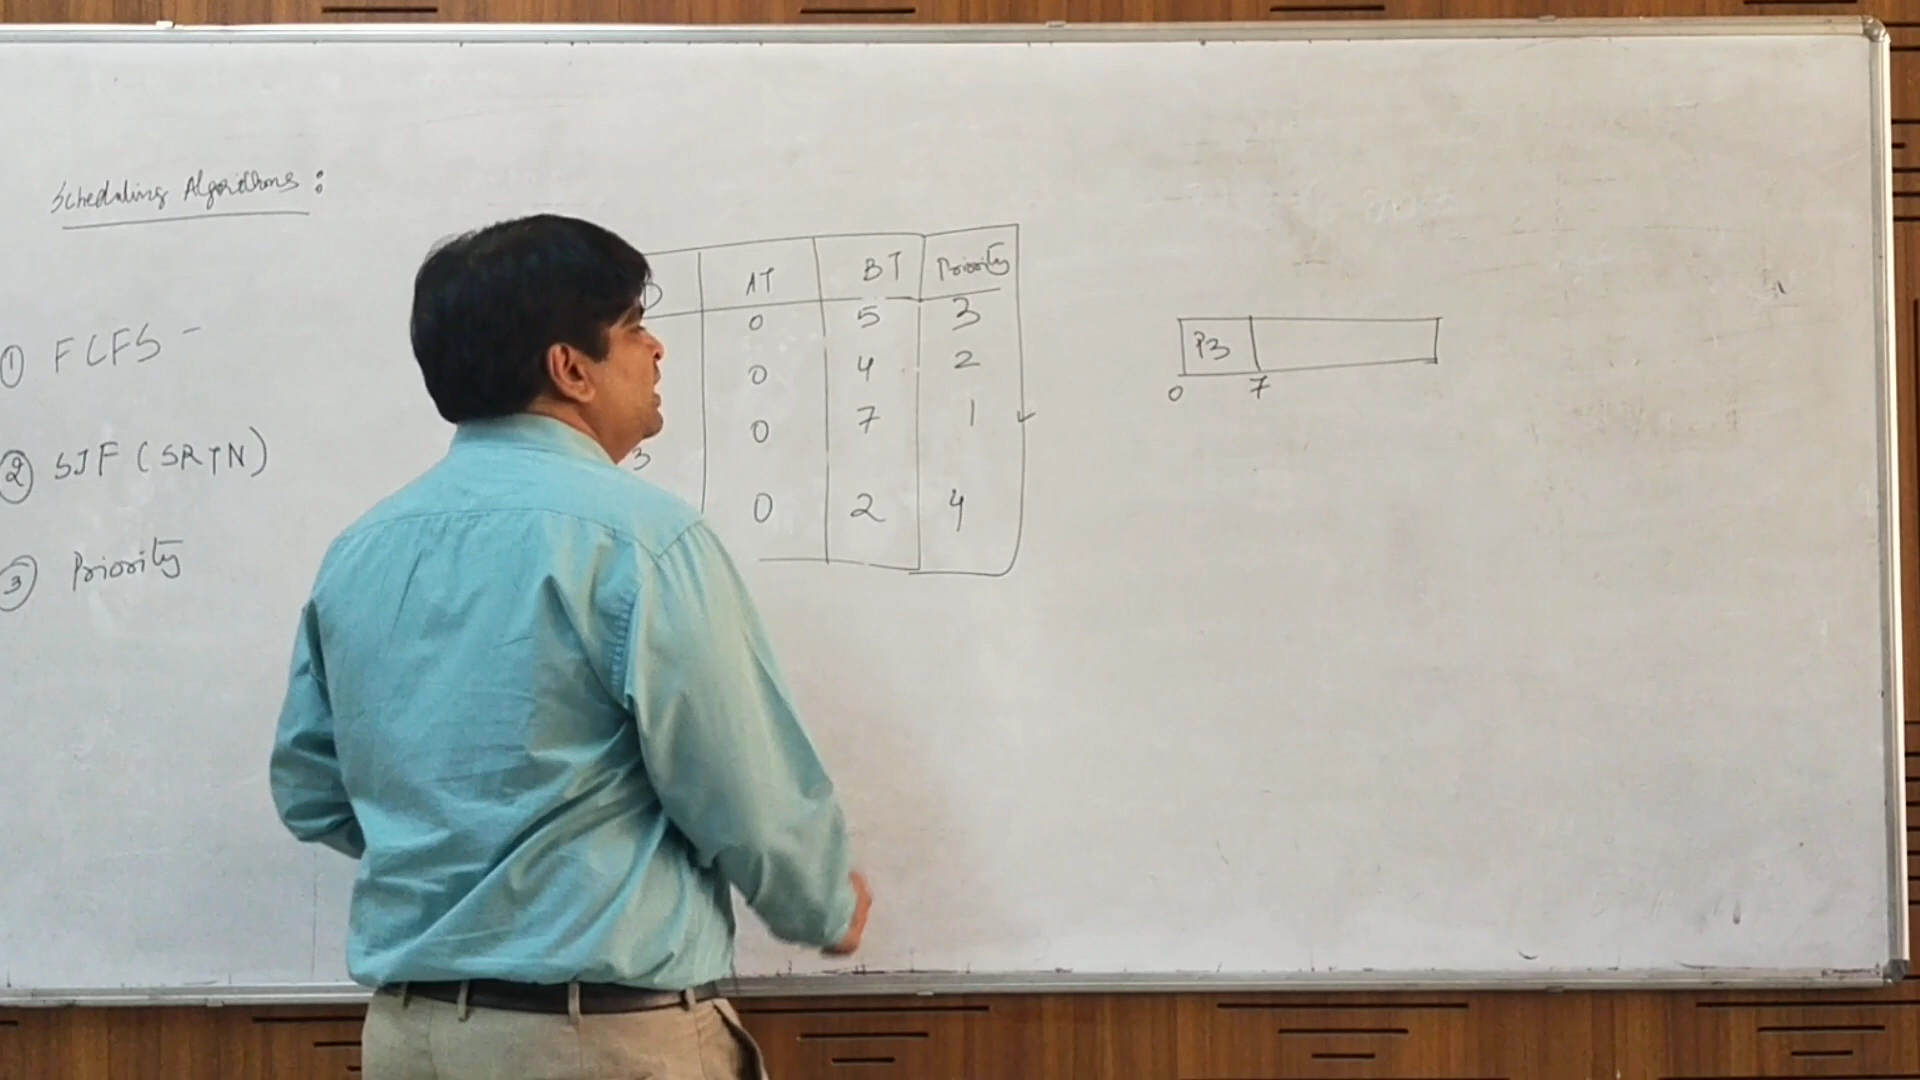 Scheduling Algorithms :
① FCFS -
② SJF (SRTN)
③ Priority
D AT BT Priority
0 5 3
0 4 2
0 7 1
3
0 2 4
P3
0 7